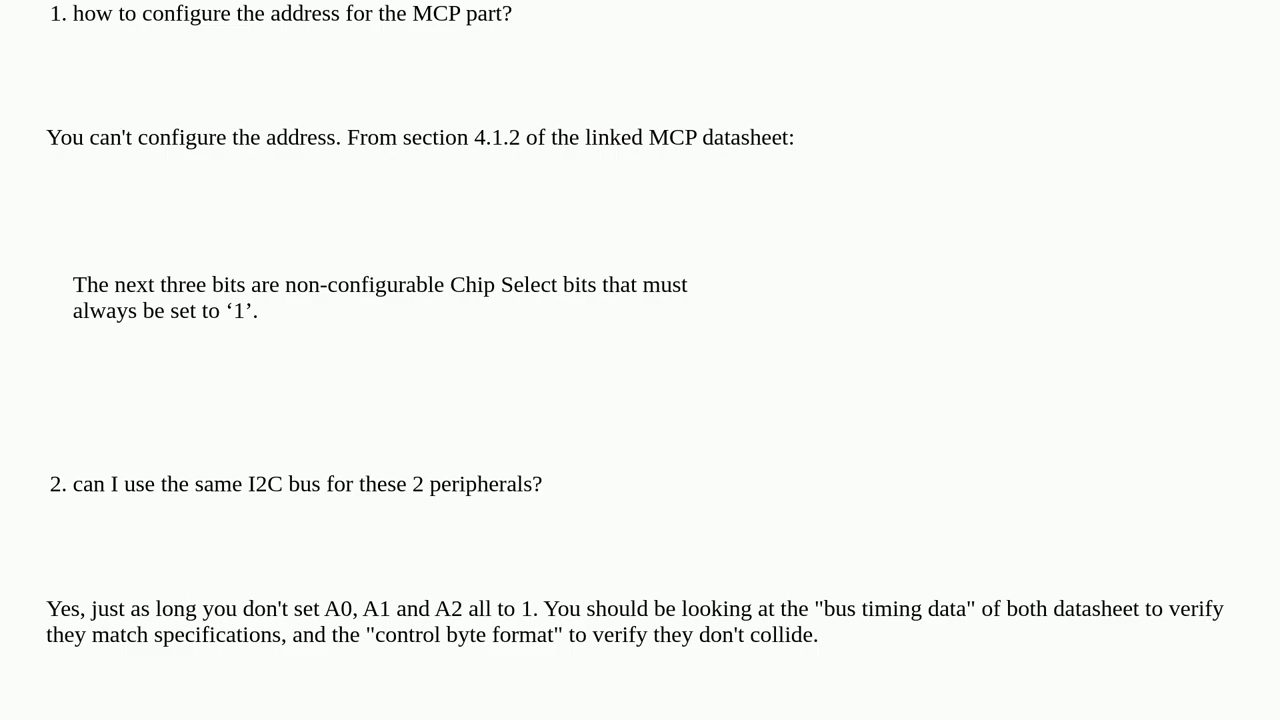 1. how to configure the address for the MCP part?
You can't configure the address. From section 4.1.2 of the linked MCP datasheet:
The next three bits are non-configurable Chip Select bits that must
always be set to ‘1’.
2. can I use the same I2C bus for these 2 peripherals?
Yes, just as long you don't set A0, A1 and A2 all to 1. You should be looking at the "bus timing data" of both datasheet to verify
they match specifications, and the "control byte format" to verify they don't collide.